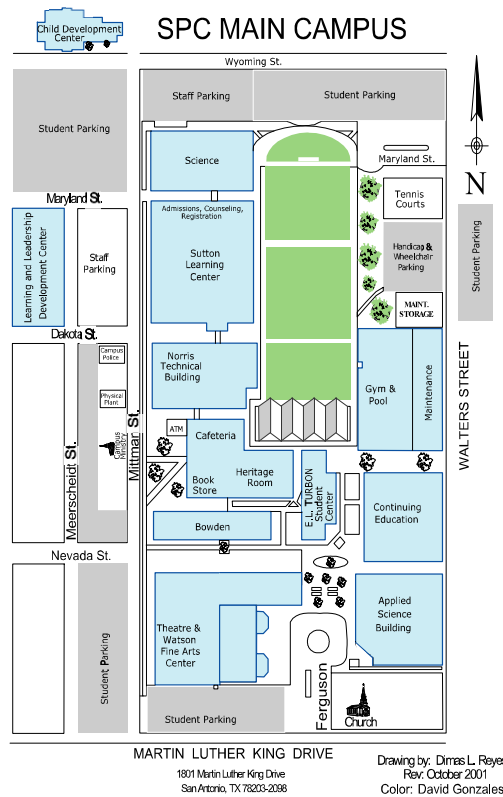 Child Development
Center
SPC MAIN CAMPUS
Wyoming St.
Staff Parking
Student Parking
Student Parking
Science
Maryland St.
N
Maryland St.
Tennis
Courts
Admissions, Counseling,
Registration
Learning and Leadership
Development Center
Staff
Parking
Sutton
Learning
Center
Handicap &
Wheelchair
Parking
Student Parking
MAINT.
STORAGE
Dakota St.
Campus
Police
Norris
Technical
Building
Gym &
Pool
Maintenance
WALTERS STREET
Physical
Plant
Mittman St.
ATM
Cafeteria
Campus
Ministry
Meerscheidt St.
Heritage
Room
Book
Store
E.L. TURBON
Student
Center
Continuing
Education
Bowden
Nevada St.
Applied
Science
Building
Theatre &
Watson
Fine Arts
Center
Student Parking
Ferguson
Church
Student Parking
MARTIN LUTHER KING DRIVE
1801 Martin Luther King Drive
San Antonio, TX 78203-2098
Drawing by: Dimas L. Reye
Rev: October 2001
Color: David Gonzales